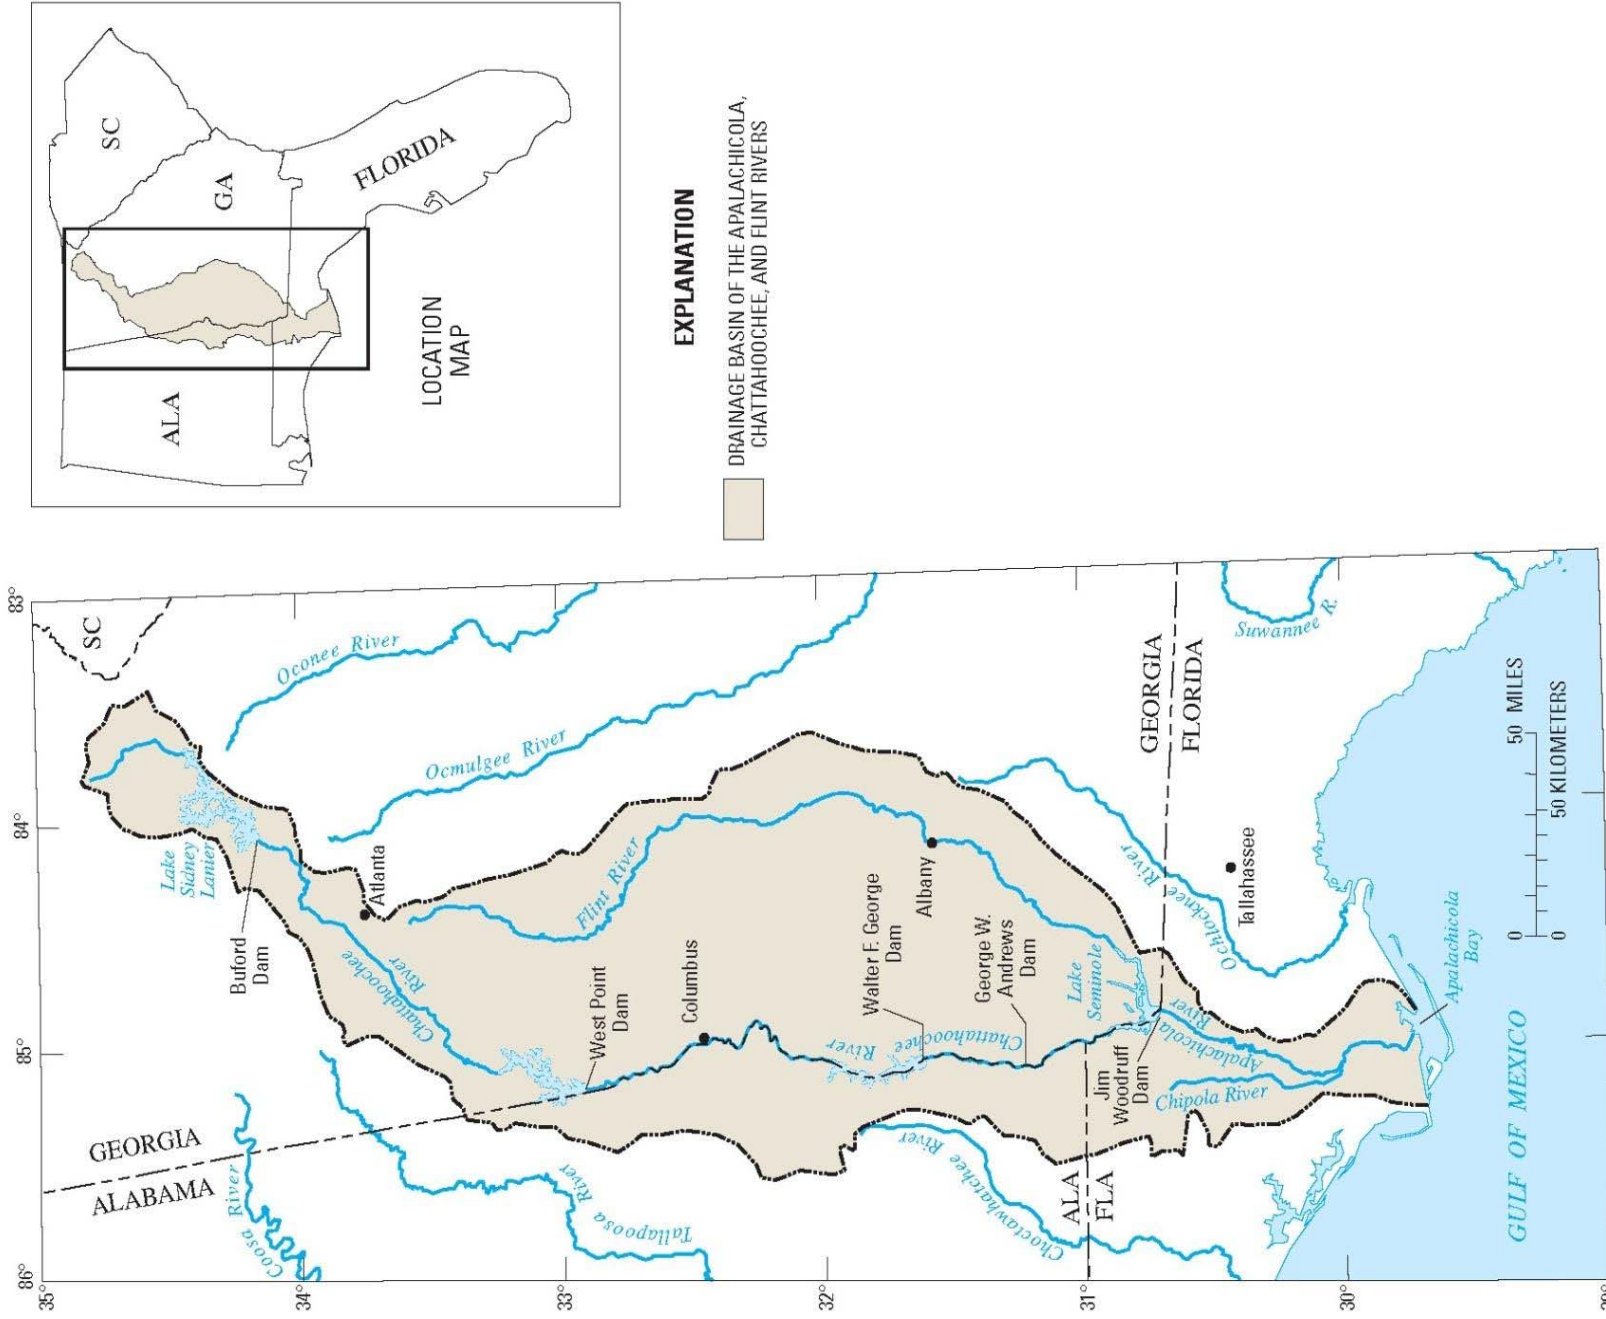 83°
84°
85°
86°
35°
34°
33°
32°
31°
30°
SC
GA
ALA
FLORIDA
LOCATION
MAP
EXPLANATION
DRAINAGE BASIN OF THE APALACHICOLA,
CHATTAHOOCHEE, AND FLINT RIVERS
SC
Oconee River
Ocmulgee River
Lake
Sidney
Lanier
Buford
Dam
Atlanta
Chattahoochee
River
Flint River
GEORGIA
ALABAMA
Coosa River
Tallapoosa
River
West Point
Dam
Columbus
Walter F. George
Dam
Albany
George W.
Andrews
Dam
Chattahoochee
River
Lake
Seminole
Jim
Woodruff
Dam
Apalachicola
River
Chipola River
Choctawhatchee River
ALA
FLA
GEORGIA
FLORIDA
Ochlocknee River
Tallahassee
Suwannee R.
Apalachicola
Bay
GULF OF MEXICO
0 50 MILES
0 50 KILOMETERS